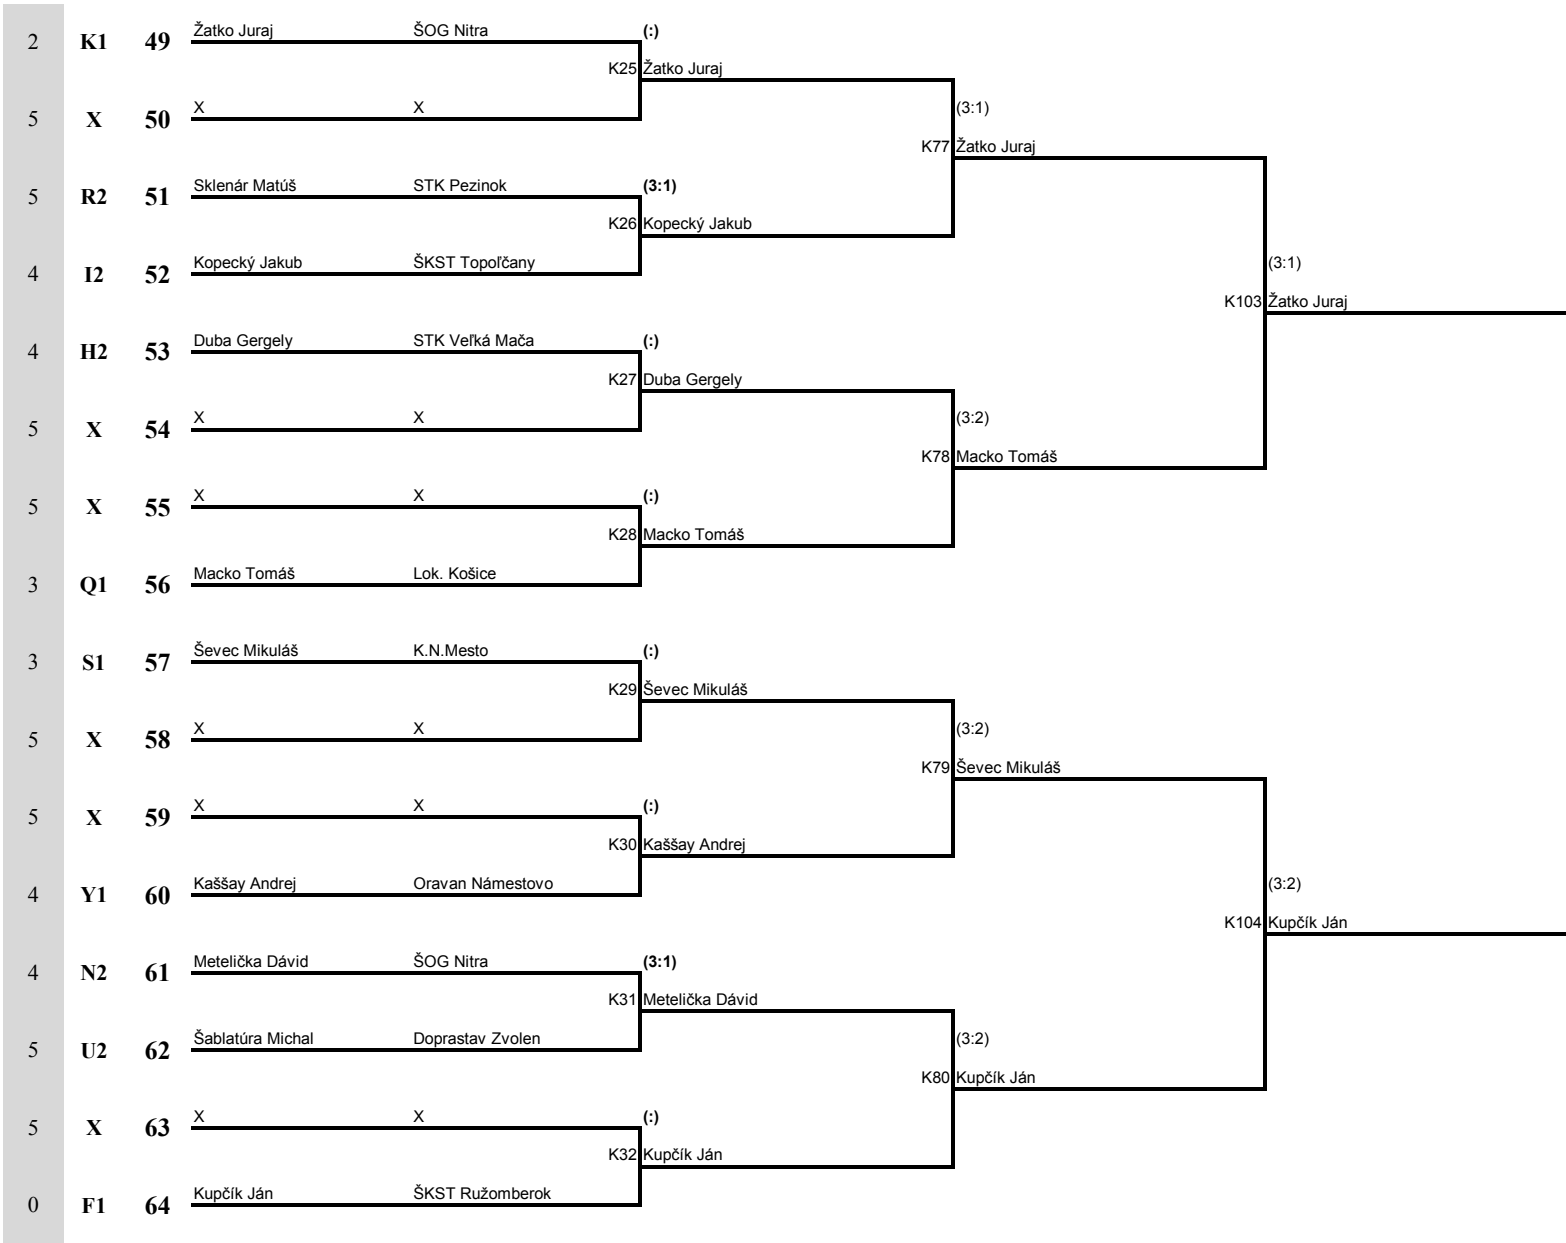 2 K1 49 Žatko Juraj ŠOG Nitra (:)
K25 Žatko Juraj
5 X 50 X X (3:1)
K77 Žatko Juraj
5 R2 51 Sklenár Matúš STK Pezinok (3:1)
K26 Kopecký Jakub
4 I2 52 Kopecký Jakub ŠKST Topoľčany (3:1)
K103 Žatko Juraj
4 H2 53 Duba Gergely STK Veľká Mača (:)
K27 Duba Gergely
5 X 54 X X (3:2)
K78 Macko Tomáš
5 X 55 X X (:)
K28 Macko Tomáš
3 Q1 56 Macko Tomáš Lok. Košice
3 S1 57 Ševec Mikuláš K.N.Mesto (:)
K29 Ševec Mikuláš
5 X 58 X X (3:2)
K79 Ševec Mikuláš
5 X 59 X X (:)
K30 Kaššay Andrej
4 Y1 60 Kaššay Andrej Oravan Námestovo (3:2)
K104 Kupčík Ján
4 N2 61 Metelička Dávid ŠOG Nitra (3:1)
K31 Metelička Dávid
5 U2 62 Šablatúra Michal Doprastav Zvolen (3:2)
K80 Kupčík Ján
5 X 63 X X (:)
K32 Kupčík Ján
0 F1 64 Kupčík Ján ŠKST Ružomberok